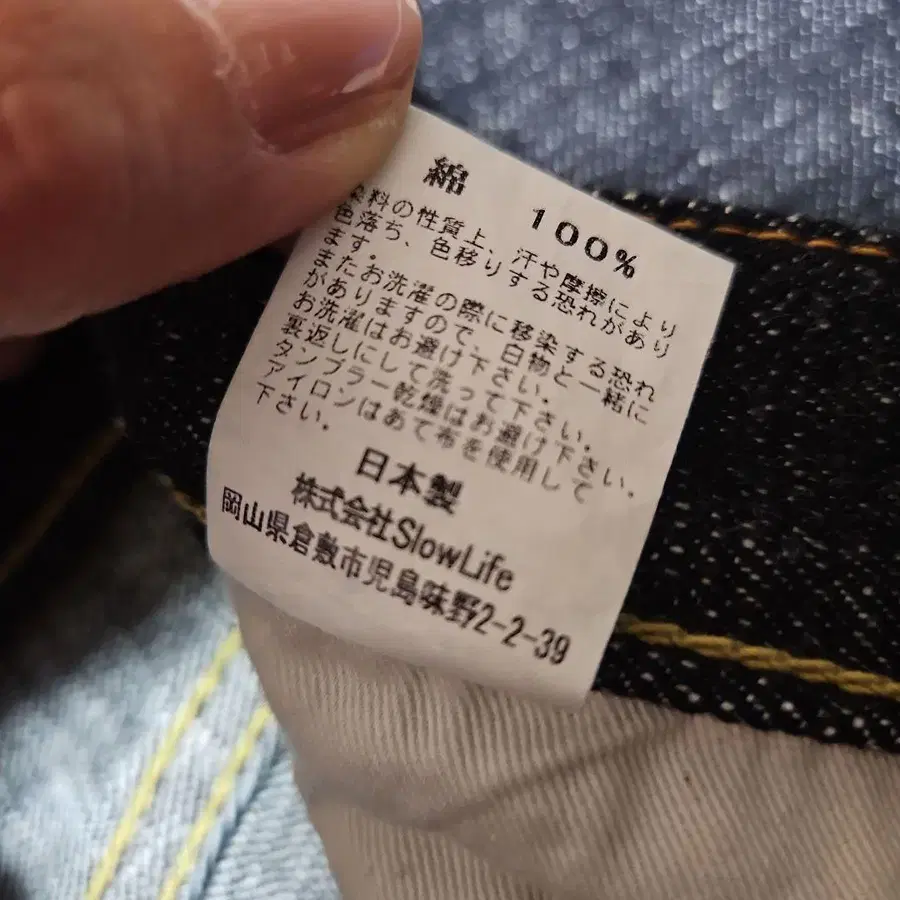 綿 100%
染料の性質上、汗や摩擦により
色落ち、色移りする恐れがあり
ます。
またお洗濯の際に移染する恐れ
がありますので、白物と一緒に
お洗濯はお避け下さい。
裏返しにして洗って下さい。
タンブラー乾燥はお避け下さい。
アイロンはあて布を使用して
下さい。
日本製
株式会社SlowLife
岡山県倉敷市児島味野2-2-39